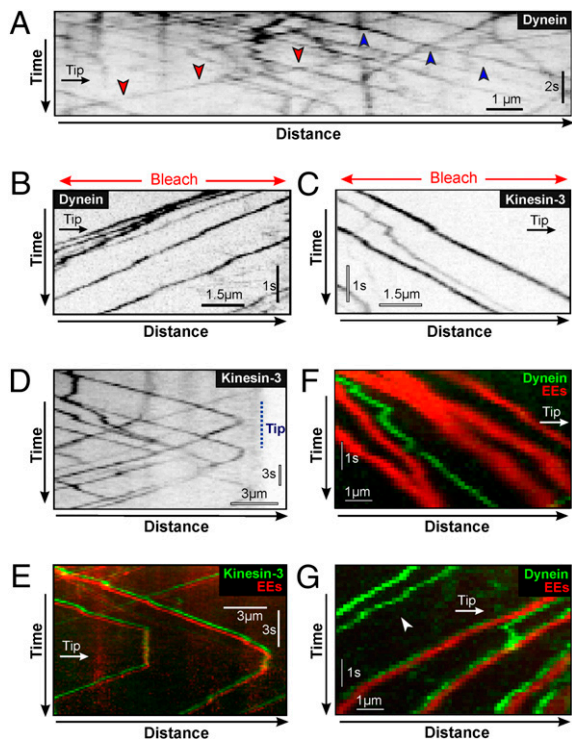 A
Dynein
Time
Tip
1 µm
2s
Distance
Bleach
B
Dynein
Tip
Time
1.5µm
1s
Distance
Bleach
C
Kinesin-3
Tip
Time
1s
1.5µm
Distance
D
Kinesin-3
Time
Tip
3s
3µm
Distance
F
Dynein
EEs
Tip
Time
1s
1µm
Distance
E
Kinesin-3
EEs
3µm
3s
Time
Tip
Distance
G
Dynein
EEs
Tip
Time
1s
1µm
Distance